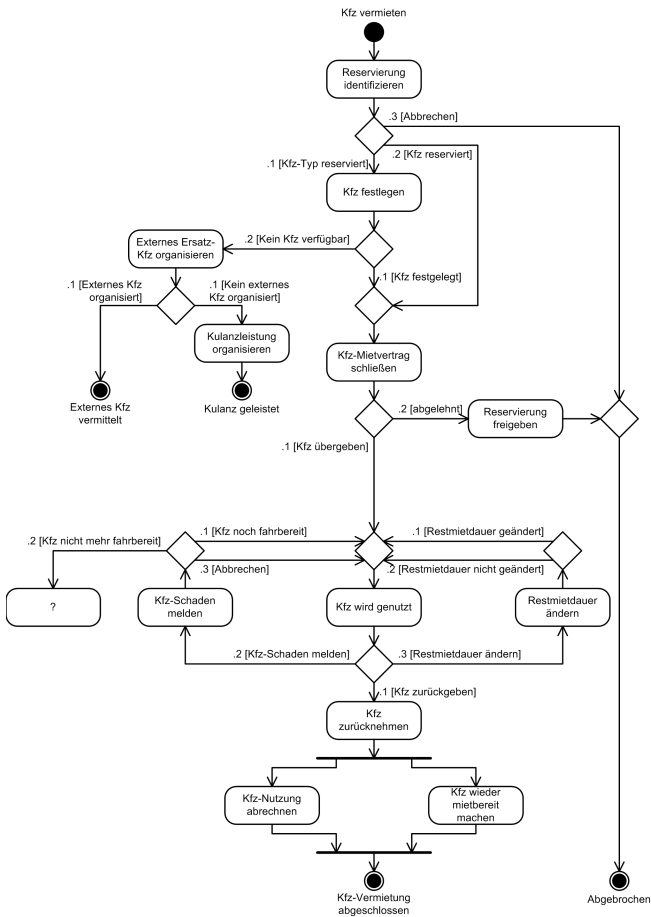 Kfz vermieten
Reservierung
identifizieren
.3 [Abbrechen]
.2 [Kfz reserviert]
.1 [Kfz-Typ reserviert]
Kfz festlegen
Externes Ersatz-
Kfz organisieren
.2 [Kein Kfz verfügbar]
.1 [Kfz festgelegt]
.1 [Externes Kfz
organisiert]
.1 [Kein externes
Kfz organisiert]
Kulanzleistung
organisieren
Kfz-Mietvertrag
schließen
Externes Kfz
vermittelt
Kulanz geleistet
.2 [abgelehnt]
Reservierung
freigeben
.1 [Kfz übergeben]
.2 [Kfz nicht mehr fahrbereit]
.1 [Kfz noch fahrbereit]
.1 [Restmietdauer geändert]
.3 [Abbrechen]
.2 [Restmietdauer nicht geändert]
?
Kfz-Schaden
melden
Kfz wird genutzt
Restmietdauer
ändern
.2 [Kfz-Schaden melden]
.3 [Restmietdauer ändern]
.1 [Kfz zurückgeben]
Kfz
zurücknehmen
Kfz-Nutzung
abrechnen
Kfz wieder
mietbereit
machen
Kfz-Vermietung
abgeschlossen
Abgebrochen